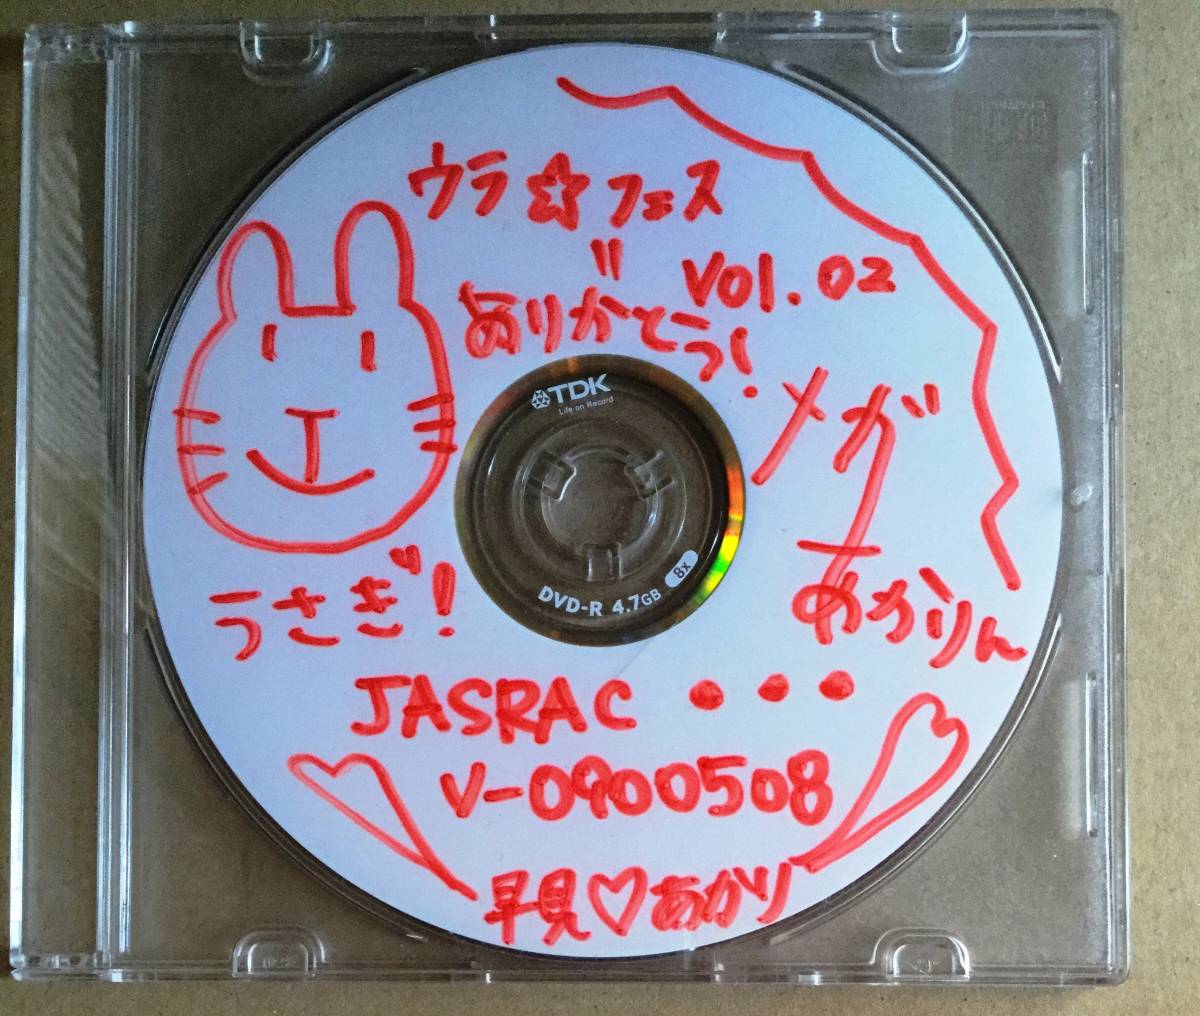 ウラ☆フェス
Vol. 02
ありがとう!
TDK
Life on Record
メガ
あかりん
DVD-R 4.7GB
8x
うさぎ!
JASRAC ●●●
V-0900508
早見♡あかり